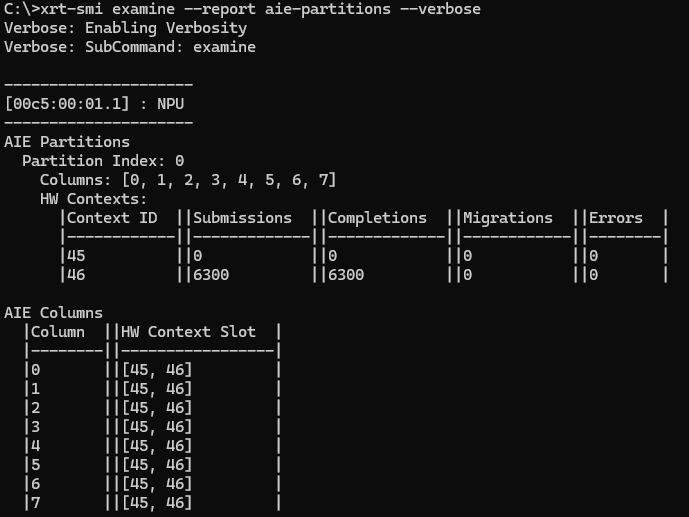 C:\>xrt-smi examine --report aie-partitions --verbose
Verbose: Enabling Verbosity
Verbose: SubCommand: examine

---------------------
[00c5:00:01.1] : NPU
---------------------
AIE Partitions
  Partition Index: 0
    Columns: [0, 1, 2, 3, 4, 5, 6, 7]
    HW Contexts:
      |Context ID  ||Submissions  ||Completions  ||Migrations  ||Errors  |
      |------------||-------------||-------------||------------||--------|
      |45          ||0            ||0            ||0           ||0       |
      |46          ||6300         ||6300         ||0           ||0       |

AIE Columns
  |Column  ||HW Context Slot  |
  |--------||-----------------|
  |0       ||[45, 46]         |
  |1       ||[45, 46]         |
  |2       ||[45, 46]         |
  |3       ||[45, 46]         |
  |4       ||[45, 46]         |
  |5       ||[45, 46]         |
  |6       ||[45, 46]         |
  |7       ||[45, 46]         |